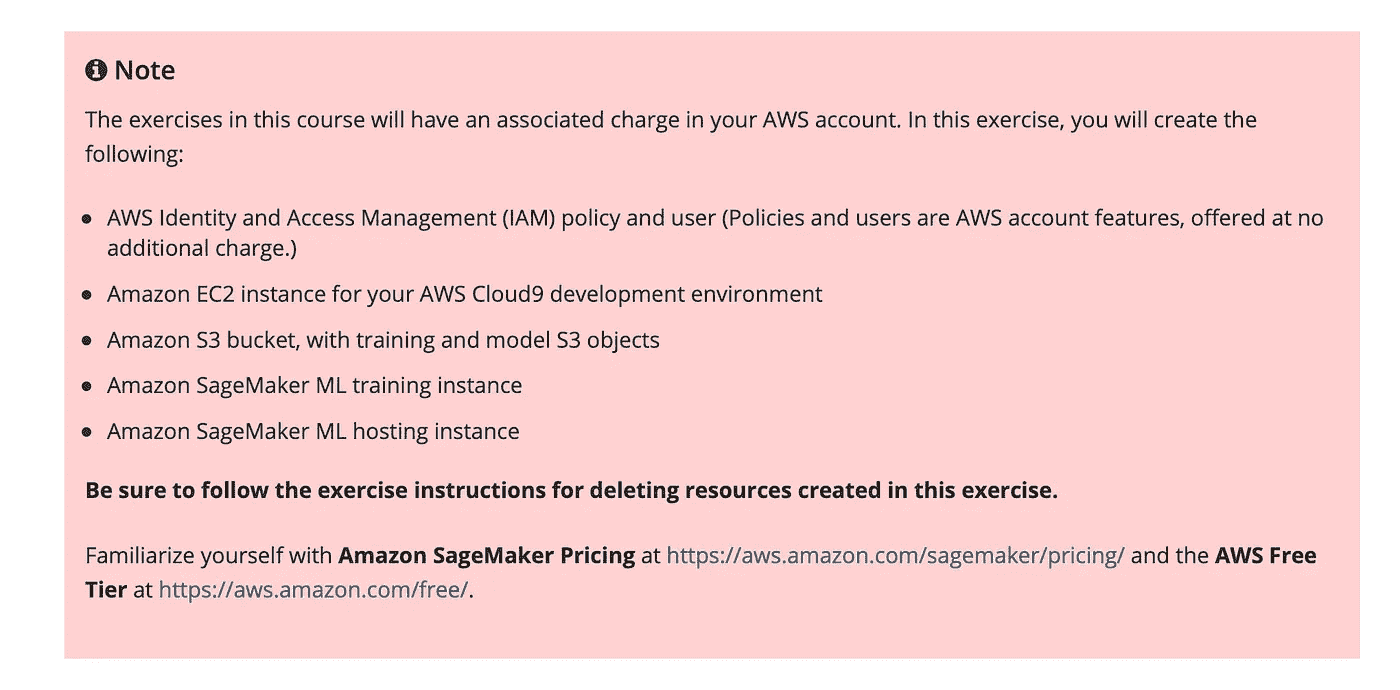 Note
The exercises in this course will have an associated charge in your AWS account. In this exercise, you will create the
following:
• AWS Identity and Access Management (IAM) policy and user (Policies and users are AWS account features, offered at no
additional charge.)
• Amazon EC2 instance for your AWS Cloud9 development environment
• Amazon S3 bucket, with training and model S3 objects
• Amazon SageMaker ML training instance
• Amazon SageMaker ML hosting instance
Be sure to follow the exercise instructions for deleting resources created in this exercise.
Familiarize yourself with Amazon SageMaker Pricing at https://aws.amazon.com/sagemaker/pricing/ and the AWS Free
Tier at https://aws.amazon.com/free/.